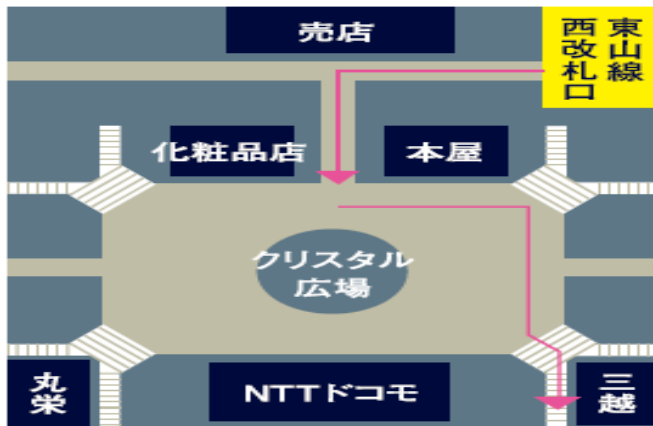 売店
東山線
西改札口
化粧品店
本屋
クリスタル
広場
丸栄
NTTドコモ
三越